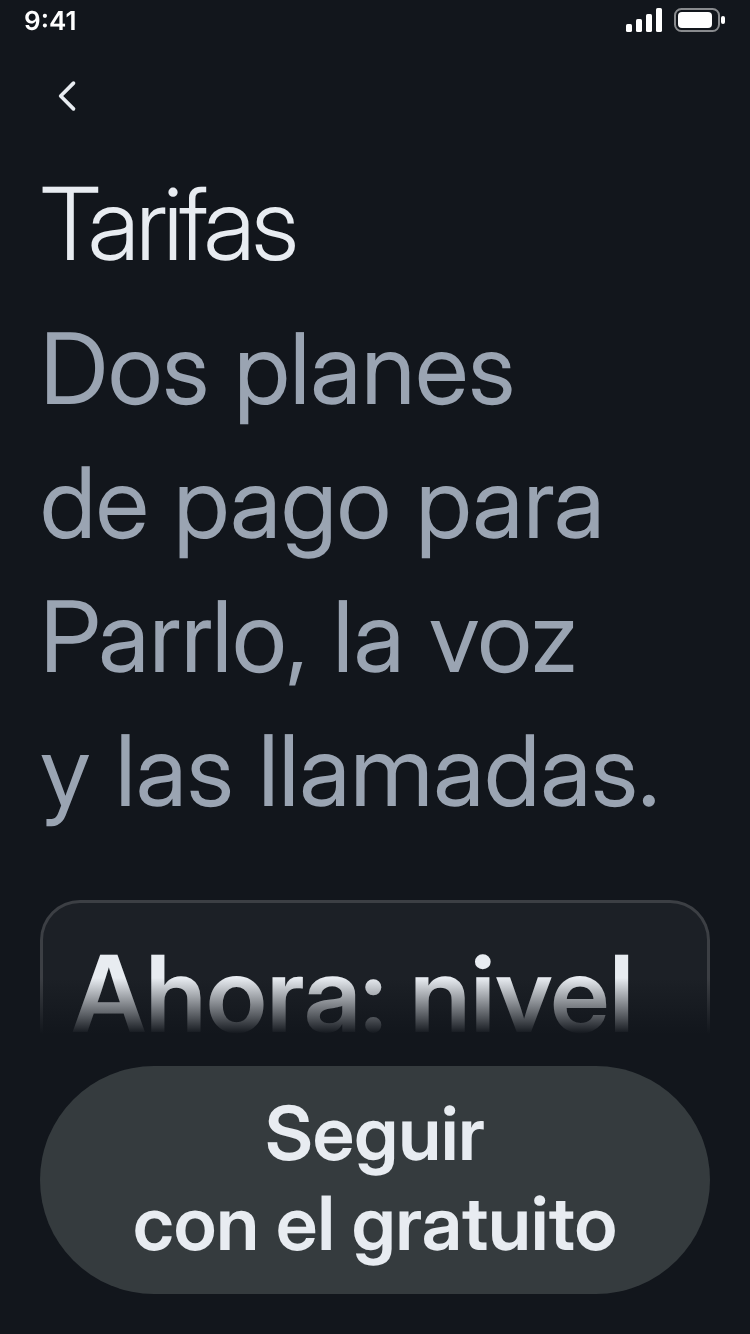 9:41
Tarifas
Dos planes
de pago para
Parrlo, la voz
y las llamadas.
Ahora: nivel
Seguir
con el gratuito